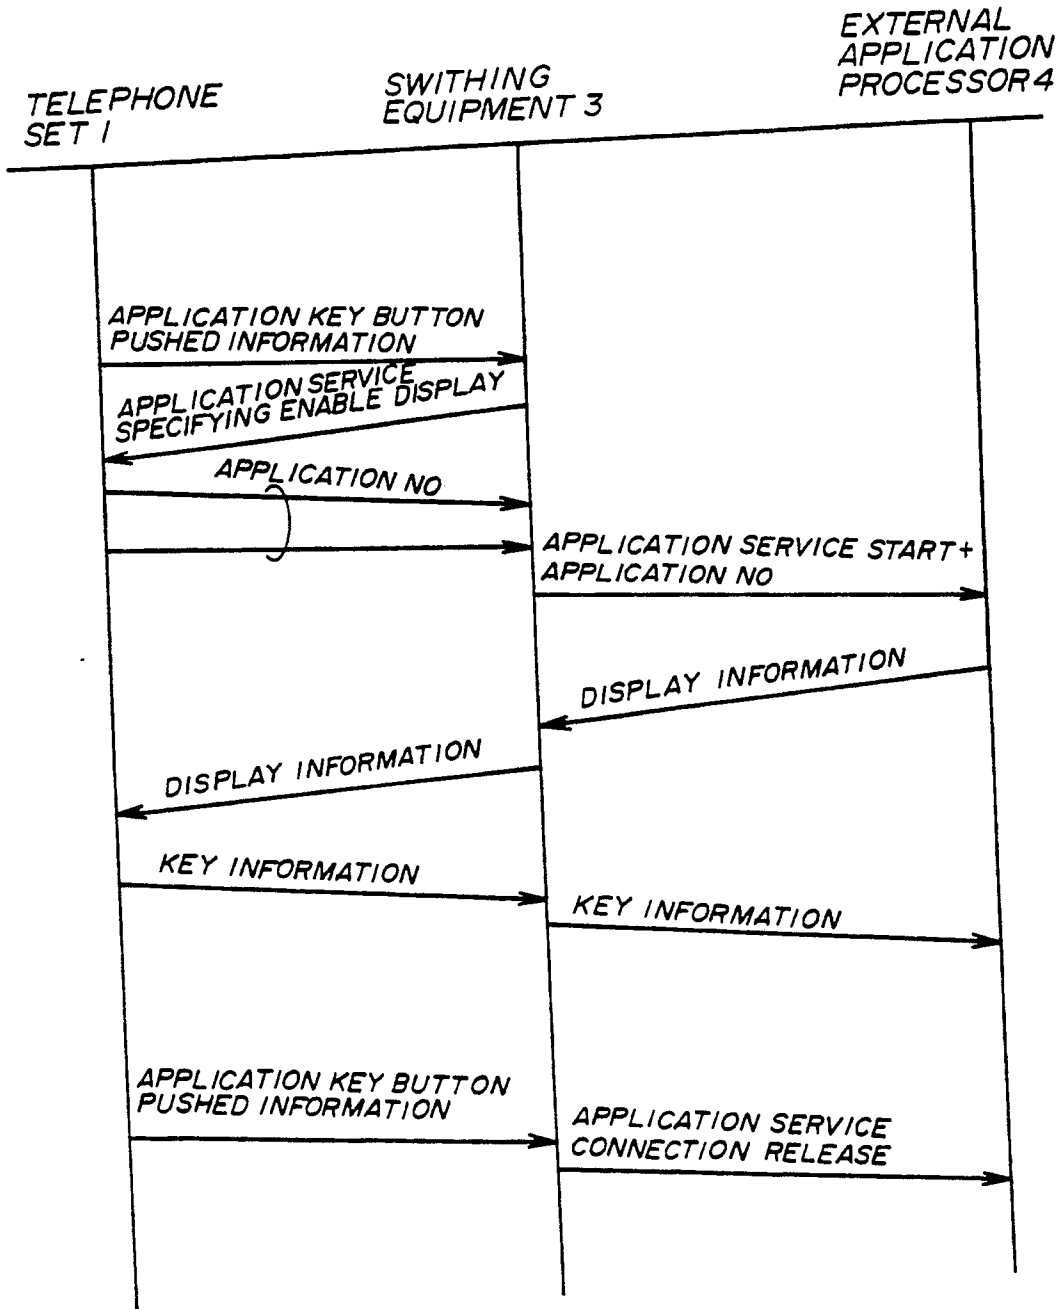 TELEPHONE
SET 1
SWITHING
EQUIPMENT 3
EXTERNAL
APPLICATION
PROCESSOR 4
APPLICATION KEY BUTTON
PUSHED INFORMATION
APPLICATION SERVICE
SPECIFYING ENABLE DISPLAY
APPLICATION NO
APPLICATION SERVICE START+
APPLICATION NO
DISPLAY INFORMATION
DISPLAY INFORMATION
KEY INFORMATION
KEY INFORMATION
APPLICATION KEY BUTTON
PUSHED INFORMATION
APPLICATION SERVICE
CONNECTION RELEASE